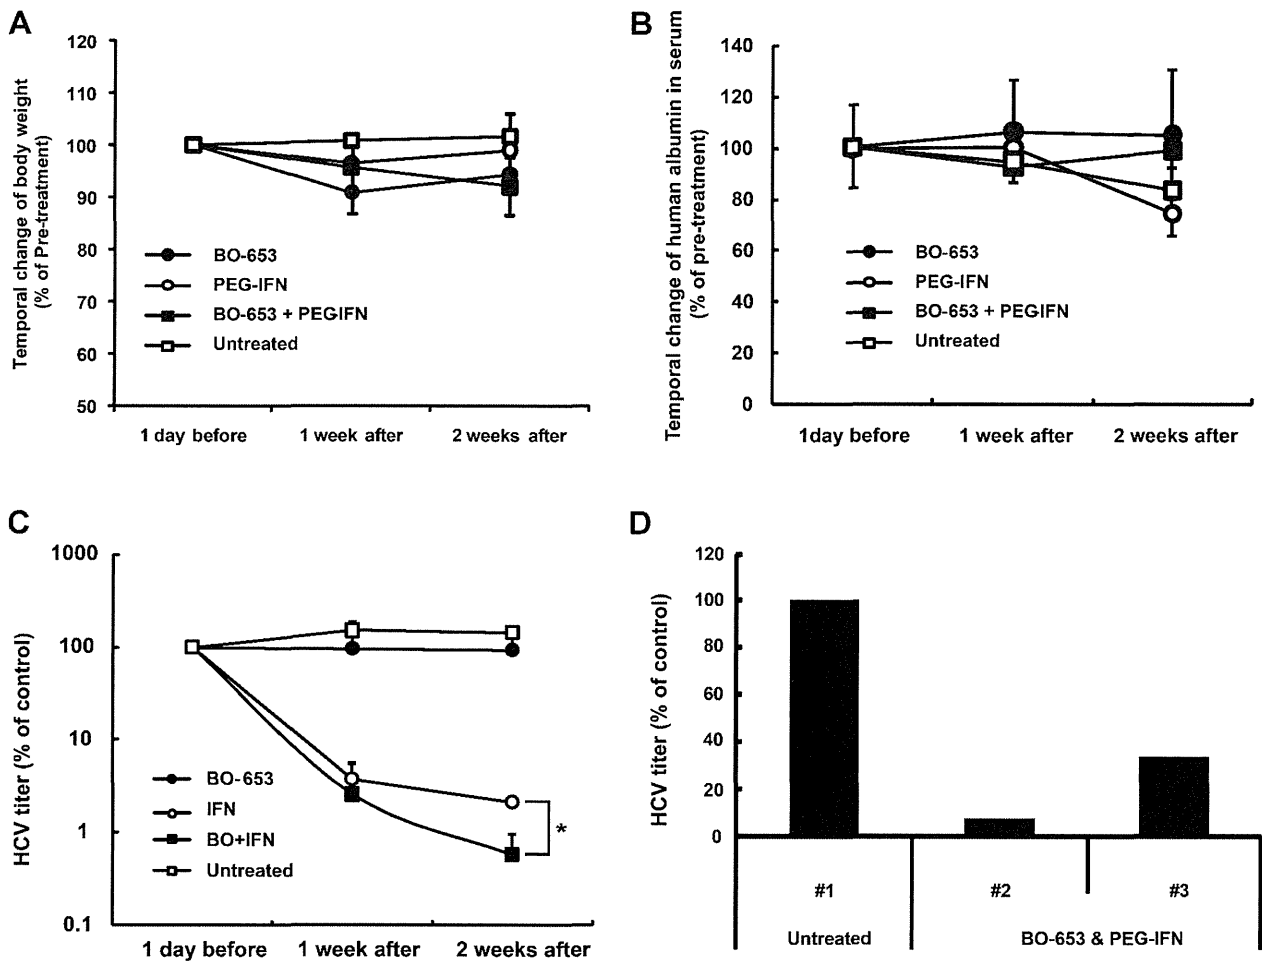 A
Temporal change of body weight
(% of Pre-treatment)
120
110
100
90
80
90
70
60
50
BO-653
PEG-IFN
BO-653 + PEGIFN
Untreated
1 day before
1 week after
2 weeks after
B
Temporal change of human albumin in serum
(% of pre-treatment)
140
120
100
80
60
40
20
0
BO-653
PEG-IFN
BO-653 + PEGIFN
Untreated
1day before
1 week after
2 weeks after
C
HCV titer (% of control)
1000
100
10
1
0.1
BO-653
IFN
BO+IFN
Untreated
*
1 day before
1 week after
2 weeks after
D
HCV titer (% of control)
120
100
80
60
40
20
0
#1
#2
#3
Untreated
BO-653 & PEG-IFN